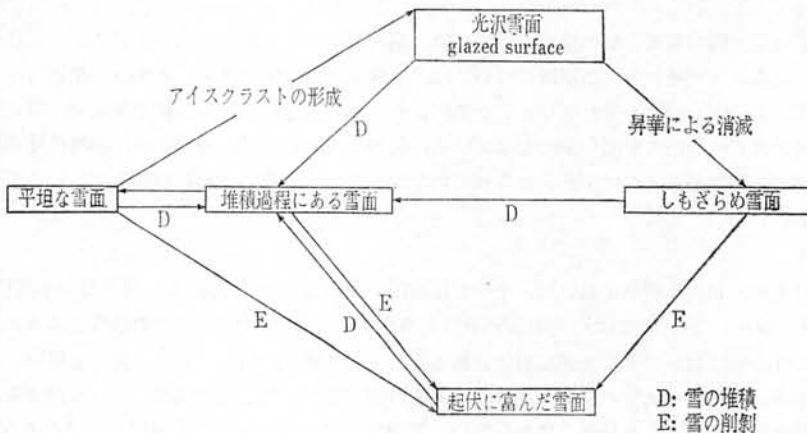 光沢雪面
glazed surface
アイスクラストの形成
D
昇華による消滅
平坦な雪面
D
堆積過程にある雪面
D
しもざらめ雪面
E
D
E
E
起伏に富んだ雪面
D: 雪の堆積
E: 雪の削剝